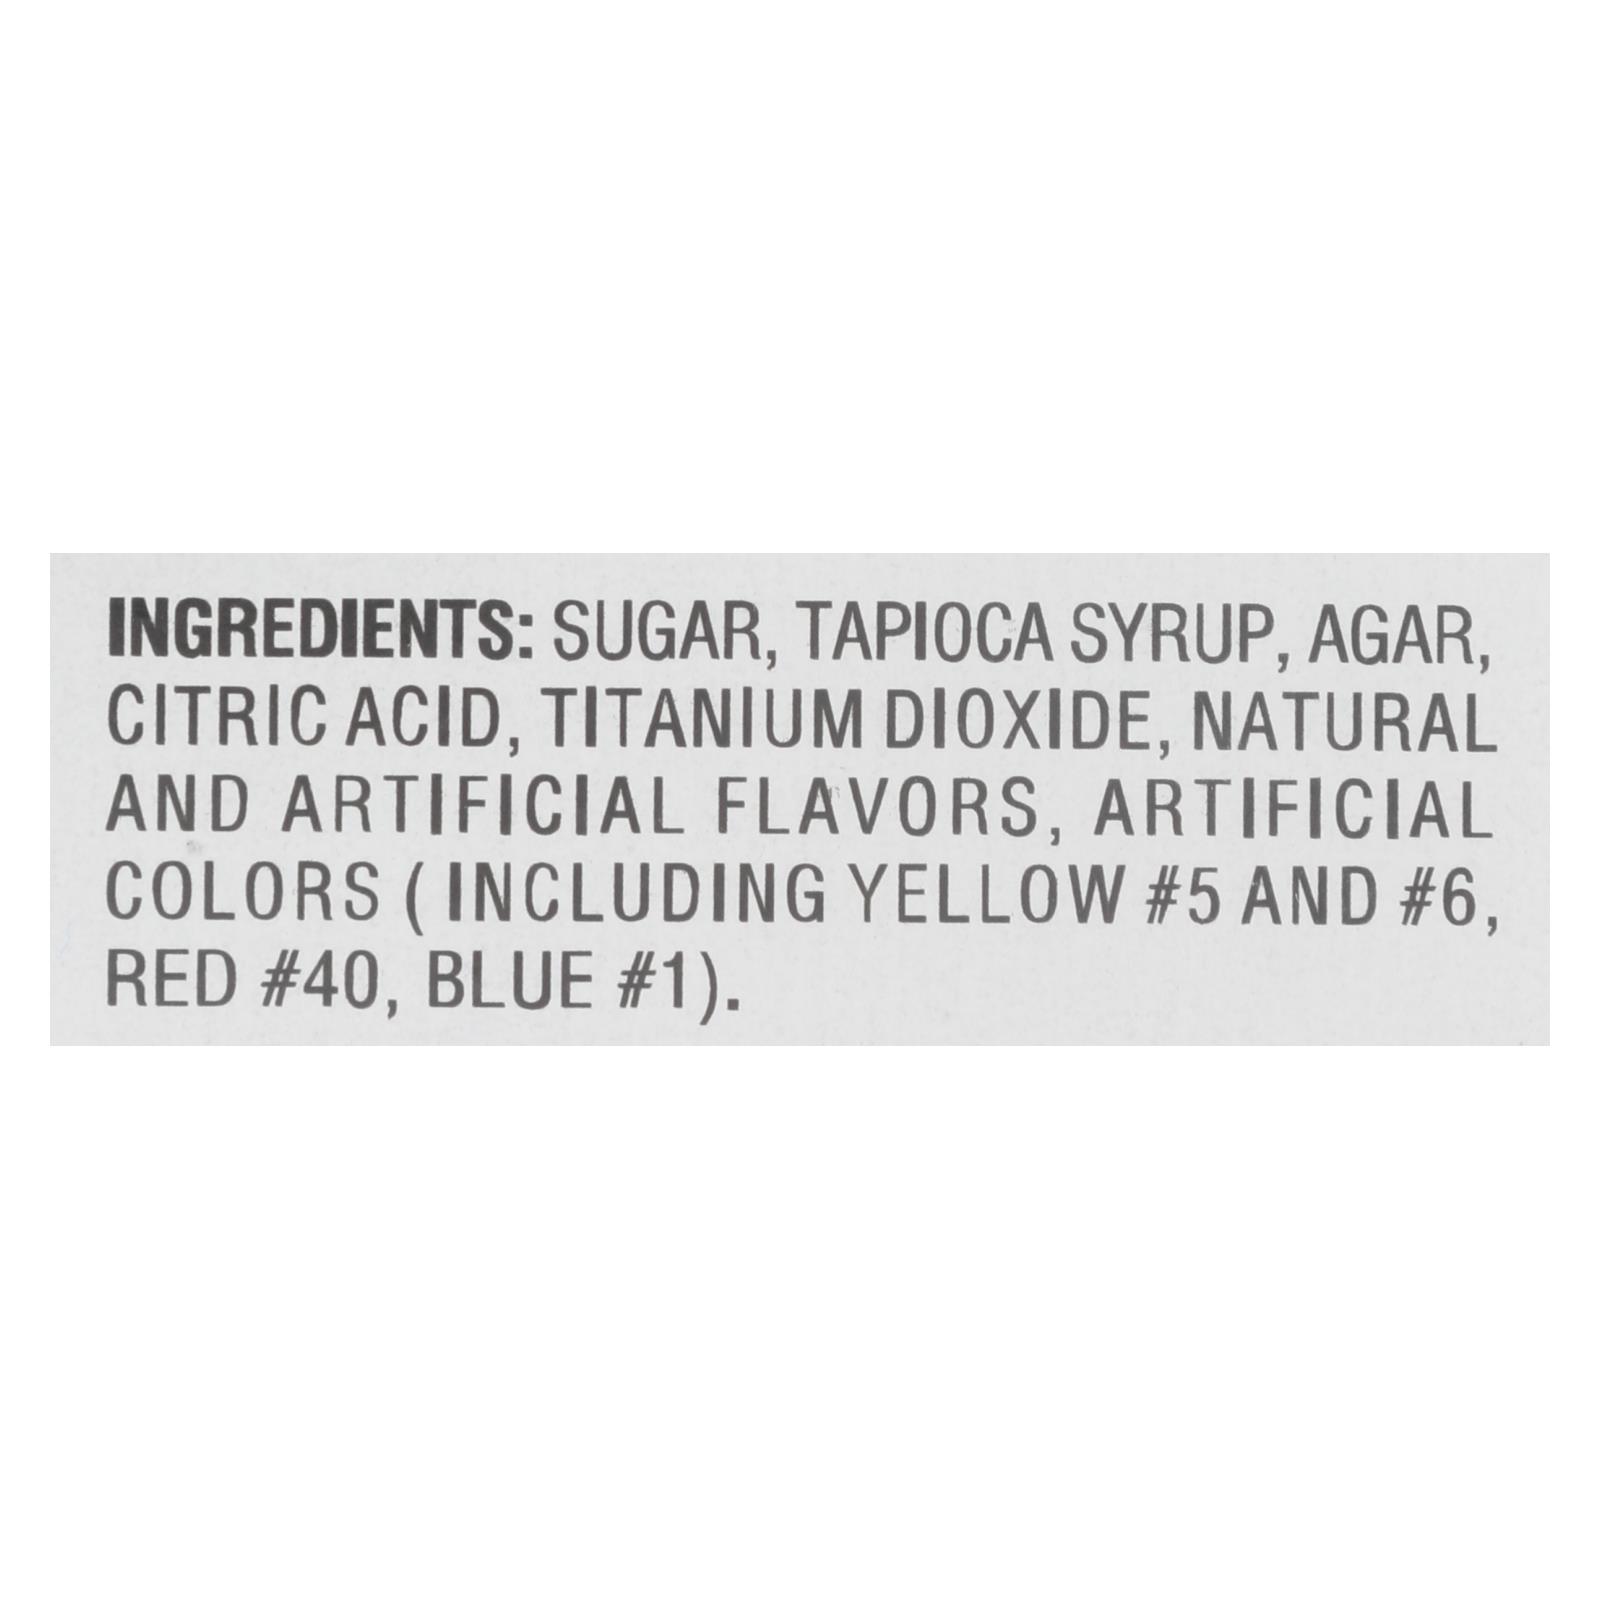 INGREDIENTS: SUGAR, TAPIOCA SYRUP, AGAR,
CITRIC ACID, TITANIUM DIOXIDE, NATURAL
AND ARTIFICIAL FLAVORS, ARTIFICIAL
COLORS ( INCLUDING YELLOW #5 AND #6,
RED #40, BLUE #1).